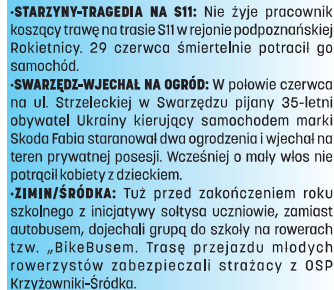 •STARZYNY-TRAGEDIA NA S11: Nie żyje pracownik
koszący trawę na trasie S11 w rejonie podpoznańskiej
Rokietnicy. 29 czerwca śmiertelnie potracił go
samochód.
•SWARZĘDZ-WJECHAŁ NA OGRÓD: W połowie czerwca
na ul. Strzeleckiej w Swarzędzu pijany 35-letni
obywatel Ukrainy kierujący samochodem marki
Skoda Fabia staranował dwa ogrodzenia i wjechał na
teren prywatnej posesji. Wcześniej o mały włos nie
potrącił kobiety z dzieckiem.
•ZIMIN/ŚRÓDKA: Tuż przed zakończeniem roku
szkolnego z inicjatywy sołtysa uczniowie, zamiast
autobusem, dojechali grupą do szkoły na rowerach
tzw. „BikeBusem. Trasę przejazdu młodych
rowerzystów zabezpieczali strażacy z OSP
Krzyżowniki-Śródka.